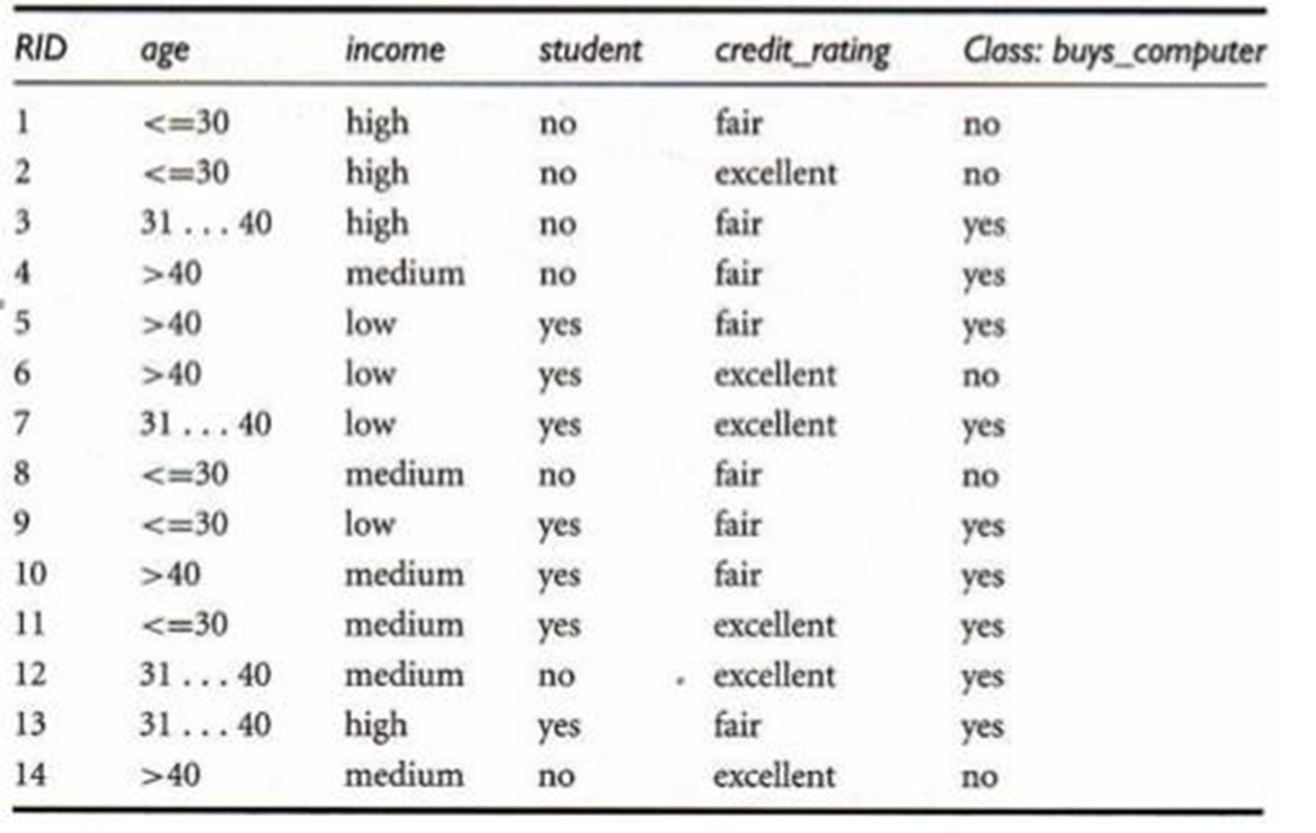 RID age income student credit_rating Class: buys_computer
1 <=30 high no fair no
2 <=30 high no excellent no
3 31 ... 40 high no fair yes
4 >40 medium no fair yes
5 >40 low yes fair yes
6 >40 low yes excellent no
7 31 ... 40 low yes excellent yes
8 <=30 medium no fair no
9 <=30 low yes fair yes
10 >40 medium yes fair yes
11 <=30 medium yes excellent yes
12 31 ... 40 medium no excellent yes
13 31 ... 40 high yes fair yes
14 >40 medium no excellent no